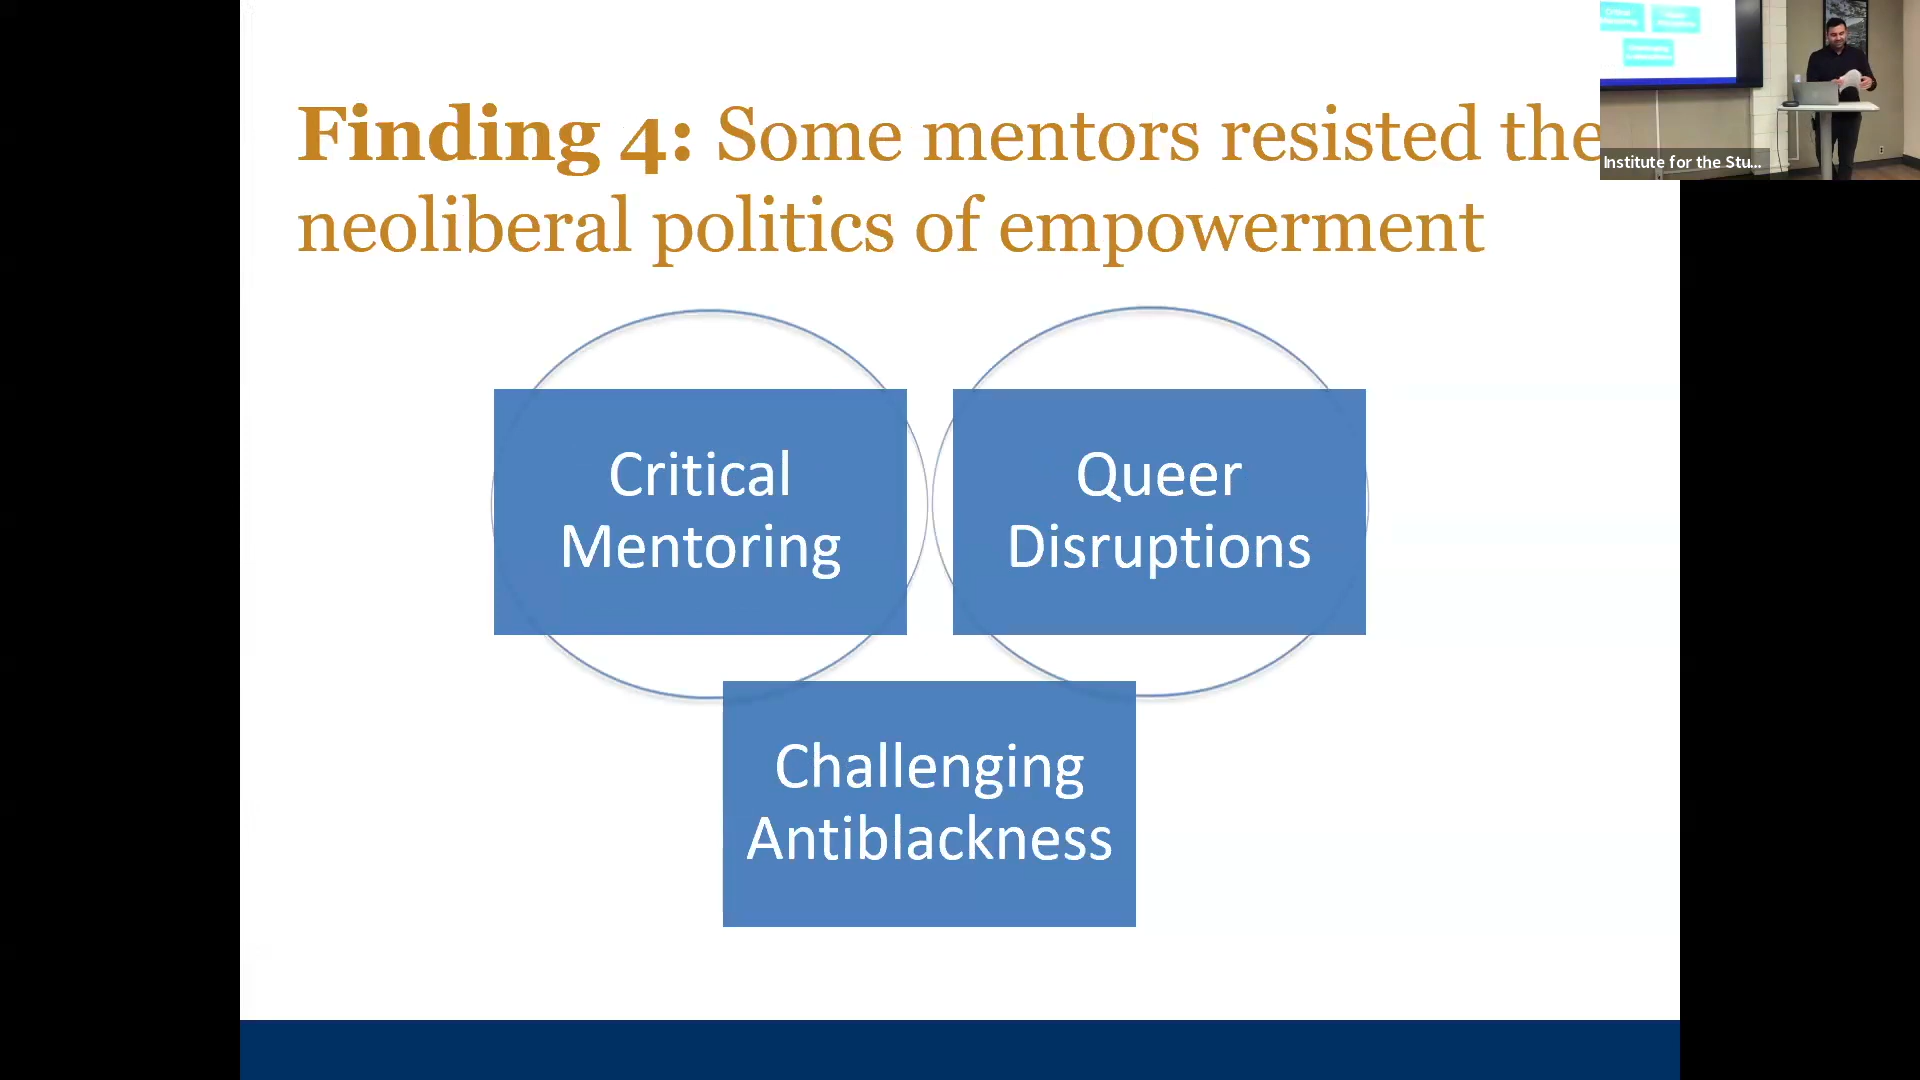 Finding 4: Some mentors resisted the
neoliberal politics of empowerment
Critical
Mentoring
Queer
Disruptions
Challenging
Antiblackness
Institute for the Stu...